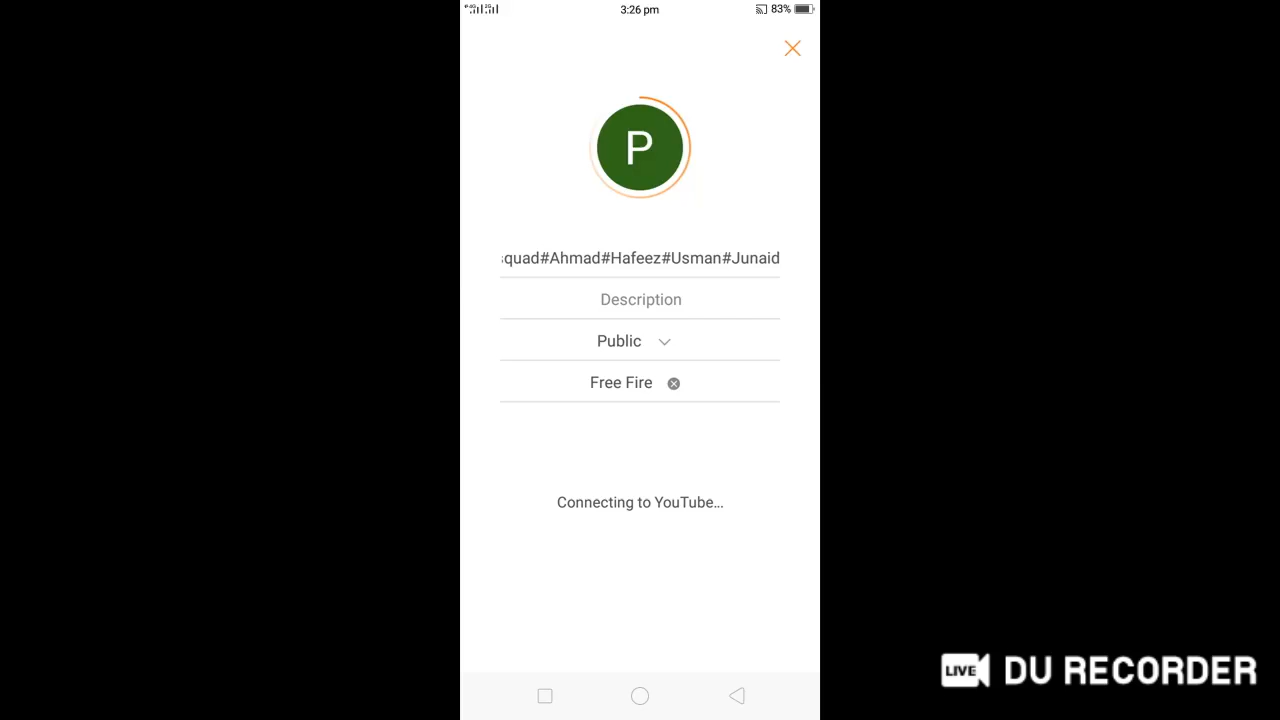 3:26 pm
83%
P
squad#Ahmad#Hafeez#Usman#Junaid
Description
Public
Free Fire
Connecting to YouTube...
LIVE DU RECORDER